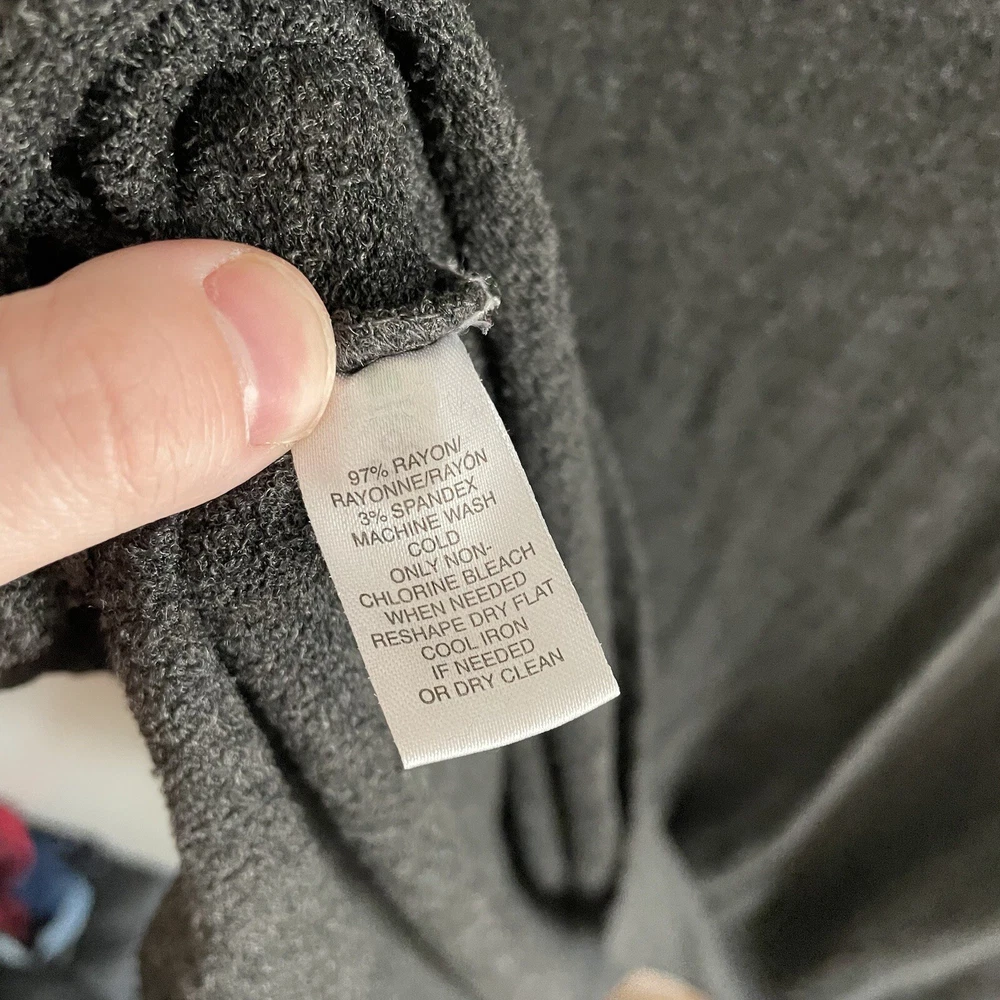 97% RAYON/
RAYONNE/RAYÓN
3% SPANDEX
MACHINE WASH
COLD
ONLY NON-
CHLORINE BLEACH
WHEN NEEDED
RESHAPE DRY FLAT
COOL IRON
IF NEEDED
OR DRY CLEAN